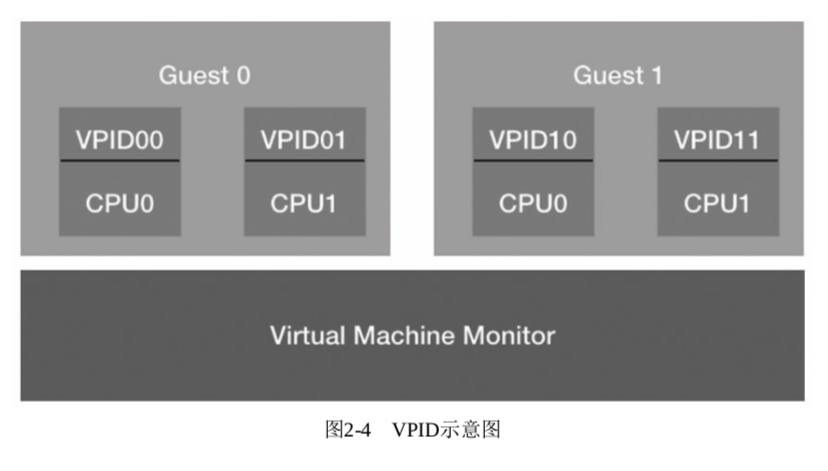 Guest 0 Guest 1
VPID00 VPID01 VPID10 VPID11
CPU0 CPU1 CPU0 CPU1
Virtual Machine Monitor
图2-4 VPID示意图